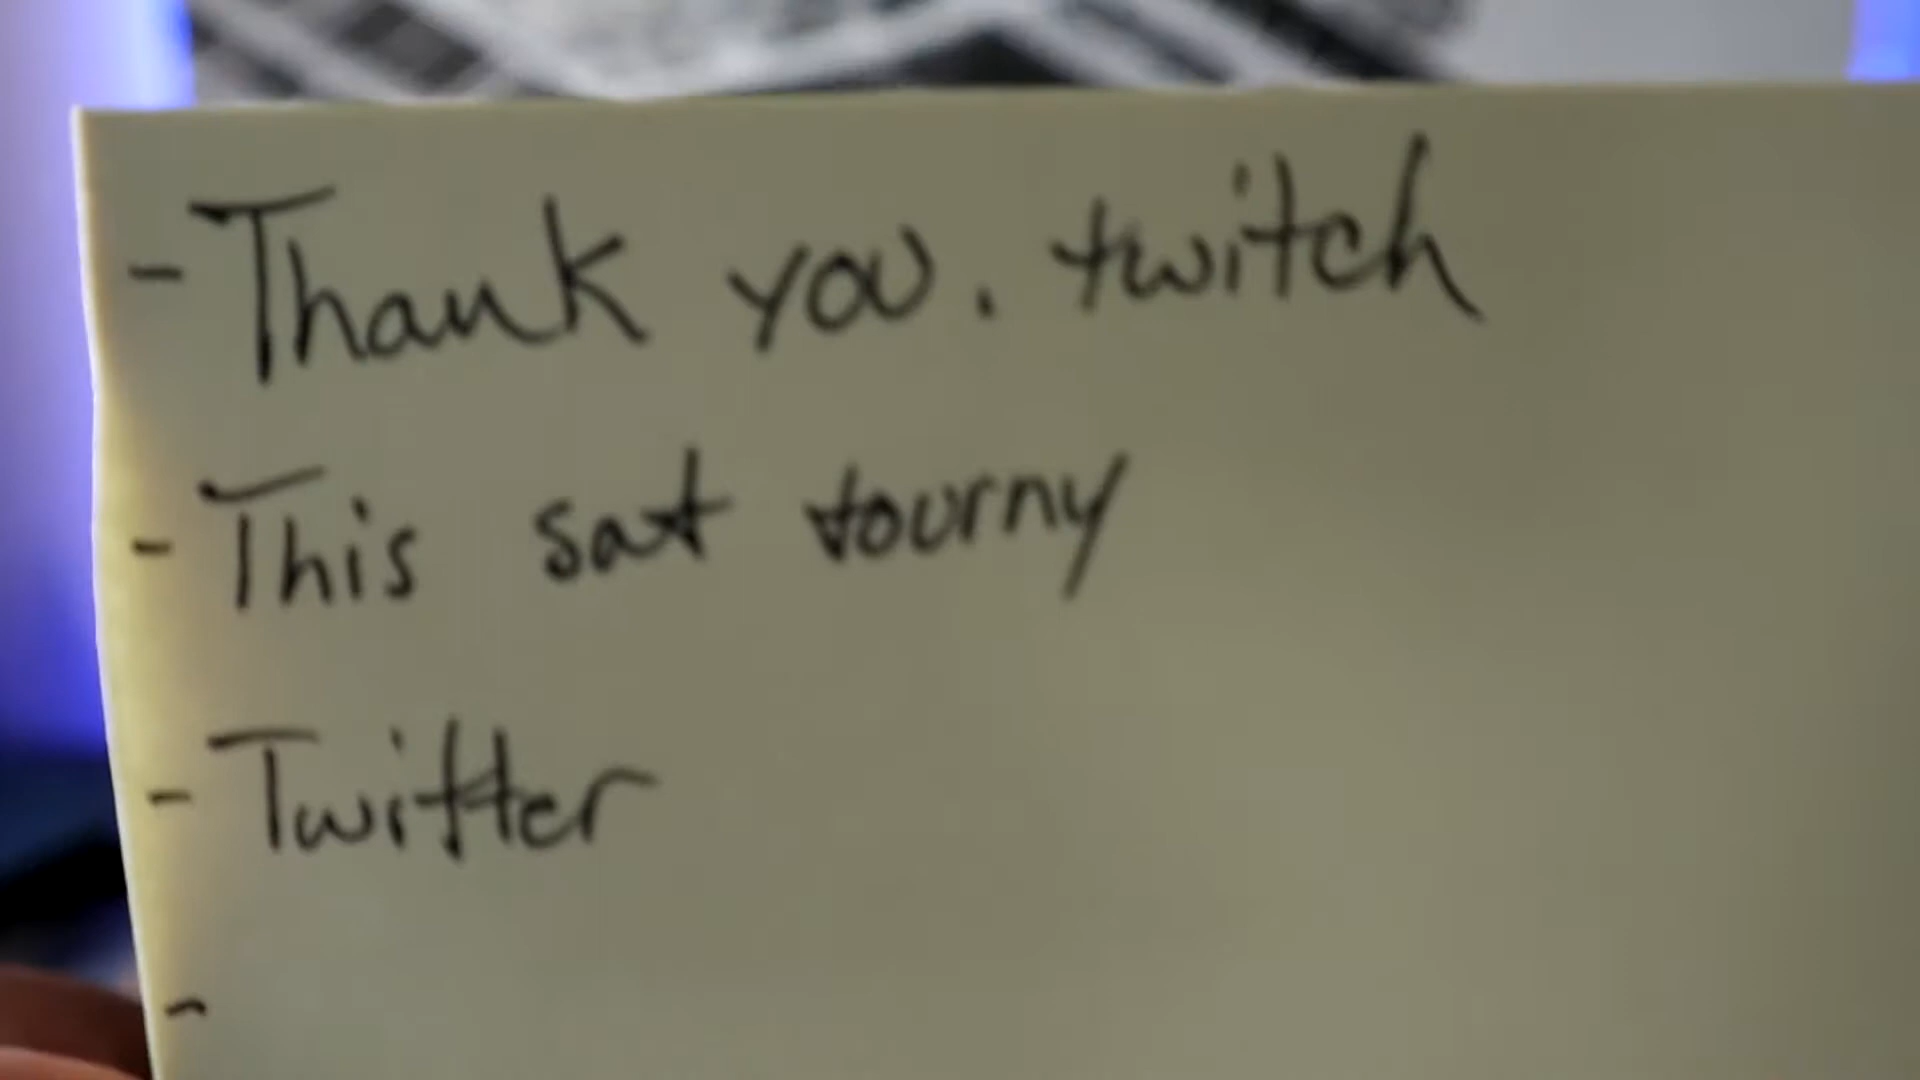 - Thank you. twitch
- This sat tourny
- Twitter
-